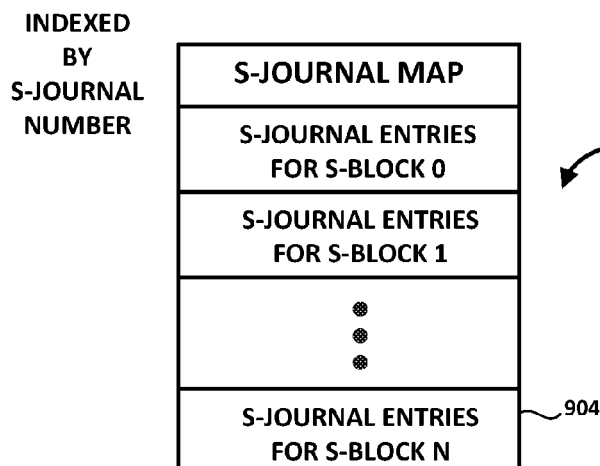 INDEXED
BY
S-JOURNAL
NUMBER
S-JOURNAL MAP
S-JOURNAL ENTRIES
FOR S-BLOCK 0
S-JOURNAL ENTRIES
FOR S-BLOCK 1
S-JOURNAL ENTRIES
FOR S-BLOCK N
904